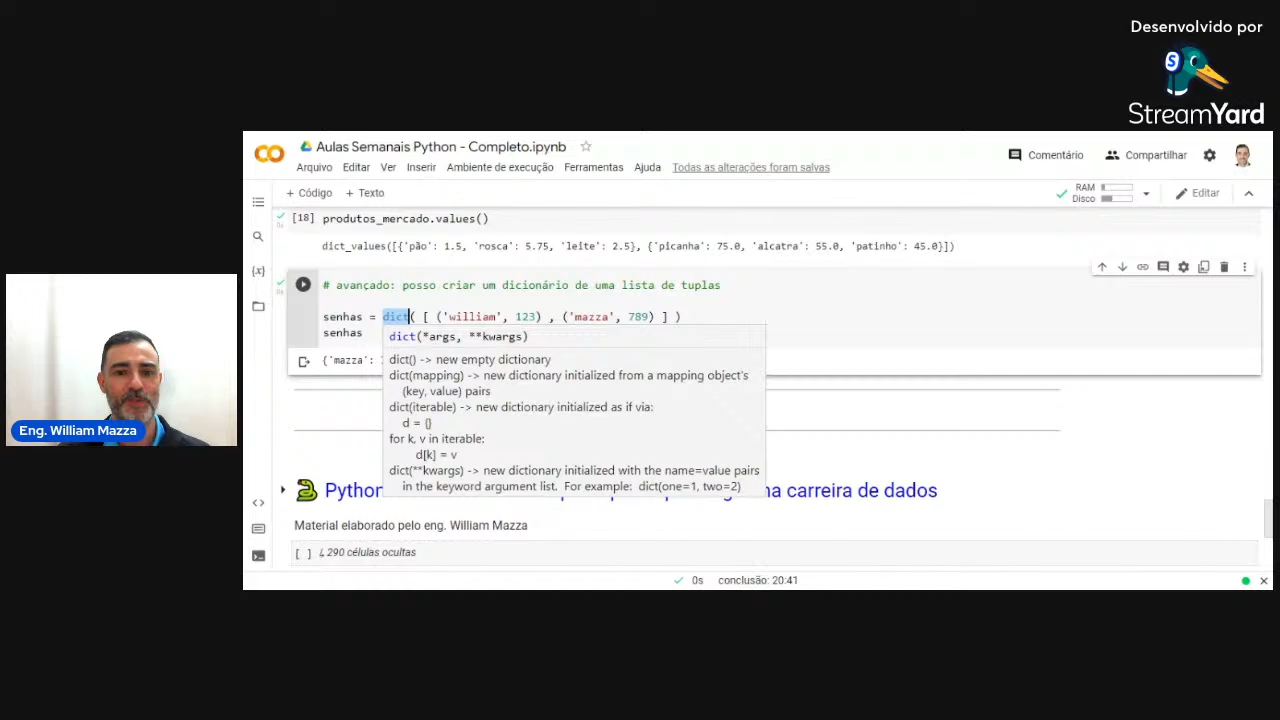 Desenvolvido por
S
StreamYard
CO
Aulas Semanais Python - Completo.ipynb
Arquivo Editar Ver Inserir Ambiente de execução Ferramentas Ajuda Todas as alterações foram salvas
Comentário Compartilhar
+ Código + Texto
RAM
Disco
Editar
[18] produtos_mercado.values()
0s
dict_values([{'pão': 1.5, 'rosca': 5.75, 'leite': 2.5}, {'picanha': 75.0, 'alcatra': 55.0, 'patinho': 45.0}])
{x}
0s
# avançado: posso criar um dicionário de uma lista de tuplas
senhas = dict( [ ('william', 123) , ('mazza', 789) ] )
senhas
dict(*args, **kwargs)
{'mazza':
dict() -> new empty dictionary
dict(mapping) -> new dictionary initialized from a mapping object's
(key, value) pairs
dict(iterable) -> new dictionary initialized as if via:
d = {}
for k, v in iterable:
d[k] = v
dict(**kwargs) -> new dictionary initialized with the name=value pairs
in the keyword argument list. For example: dict(one=1, two=2)
Eng. William Mazza
Python carreira de dados
Material elaborado pelo eng. William Mazza
[ ] ↳ 290 células ocultas
0s conclusão: 20:41